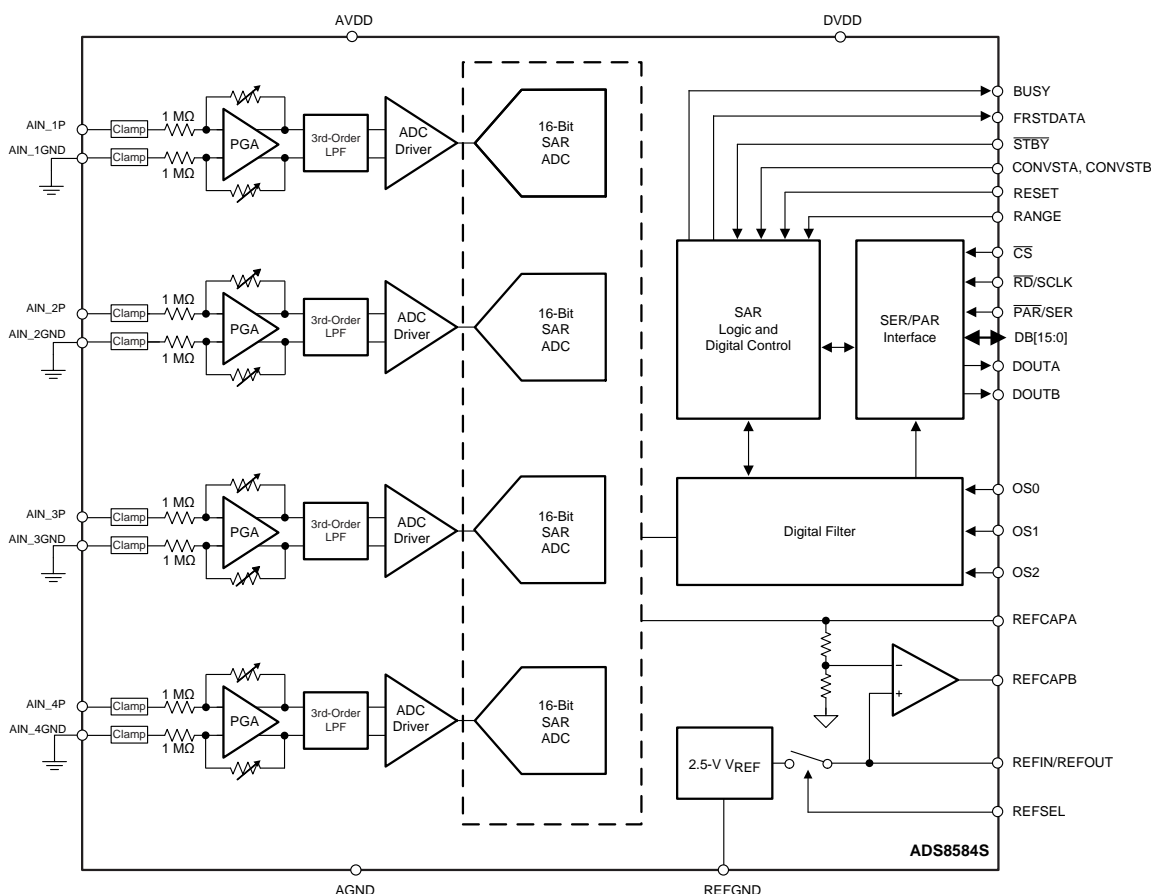 AVDD
DVDD
AIN_1P
Clamp
1 MΩ
AIN_1GND
Clamp
1 MΩ
PGA
3rd-Order
LPF
ADC
Driver
16-Bit
SAR
ADC
AIN_2P
Clamp
1 MΩ
AIN_2GND
Clamp
1 MΩ
PGA
3rd-Order
LPF
ADC
Driver
16-Bit
SAR
ADC
AIN_3P
Clamp
1 MΩ
AIN_3GND
Clamp
1 MΩ
PGA
3rd-Order
LPF
ADC
Driver
16-Bit
SAR
ADC
AIN_4P
Clamp
1 MΩ
AIN_4GND
Clamp
1 MΩ
PGA
3rd-Order
LPF
ADC
Driver
16-Bit
SAR
ADC
BUSY
FRSTDATA
S̅T̅B̅Y̅
CONVSTA, CONVSTB
RESET
RANGE
SAR
Logic and
Digital Control
SER/PAR
Interface
C̅S̅
R̅D̅/SCLK
P̅A̅R̅/SER
DB[15:0]
DOUTA
DOUTB
Digital Filter
OS0
OS1
OS2
REFCAPA
−
+
REFCAPB
2.5-V VREF
REFIN/REFOUT
REFSEL
ADS8584S
AGND
REFGND